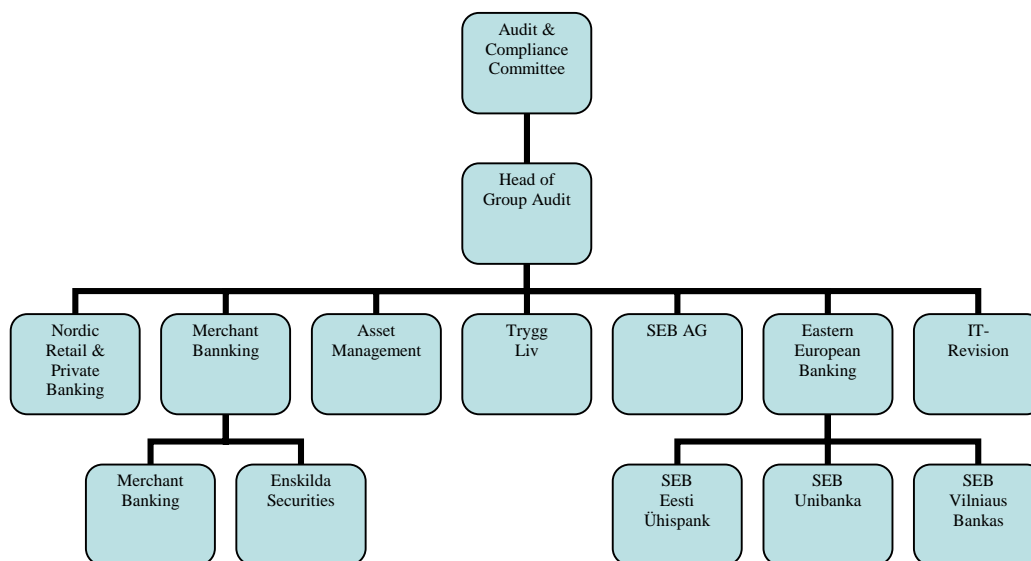 Audit &
Compliance
Committee
Head of
Group Audit
Nordic
Retail &
Private
Banking
Merchant
Bannking
Asset
Management
Trygg
Liv
SEB AG
Eastern
European
Banking
IT-
Revision
Merchant
Banking
Enskilda
Securities
SEB
Eesti
Ühispank
SEB
Unibanka
SEB
Vilniaus
Bankas